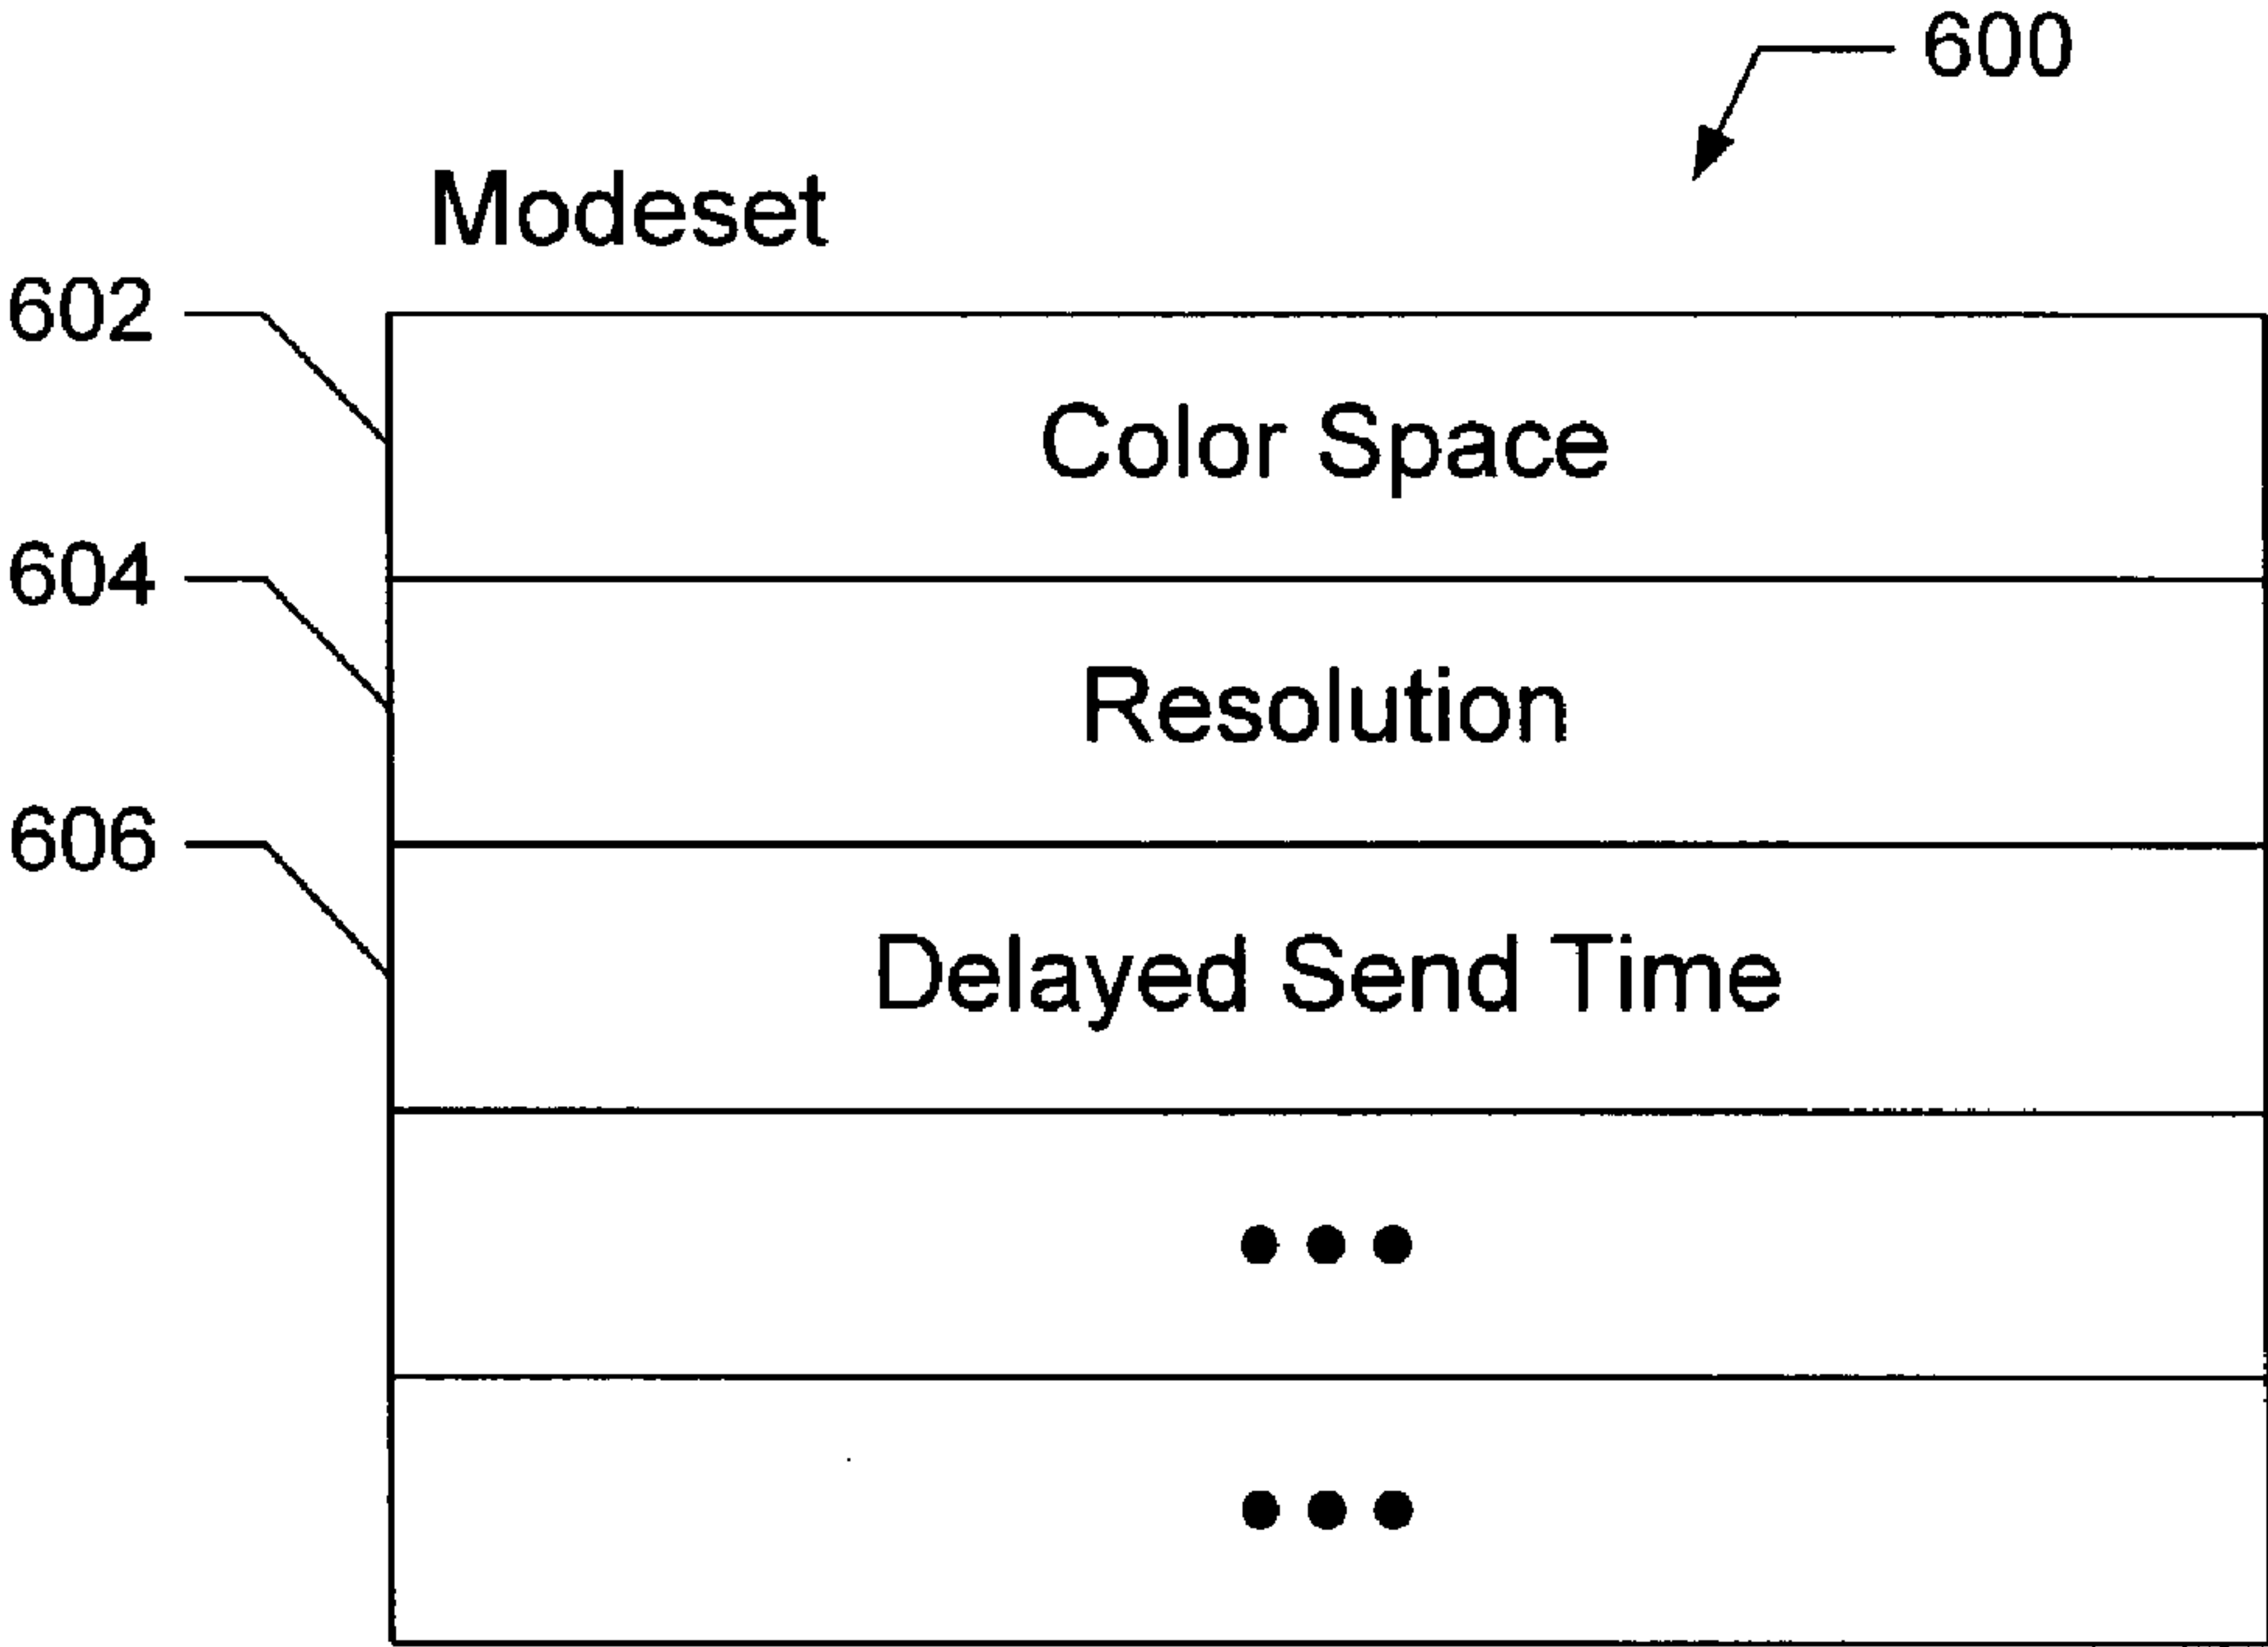 600
Modeset
602
Color Space
604
Resolution
606
Delayed Send Time
●●●
●●●